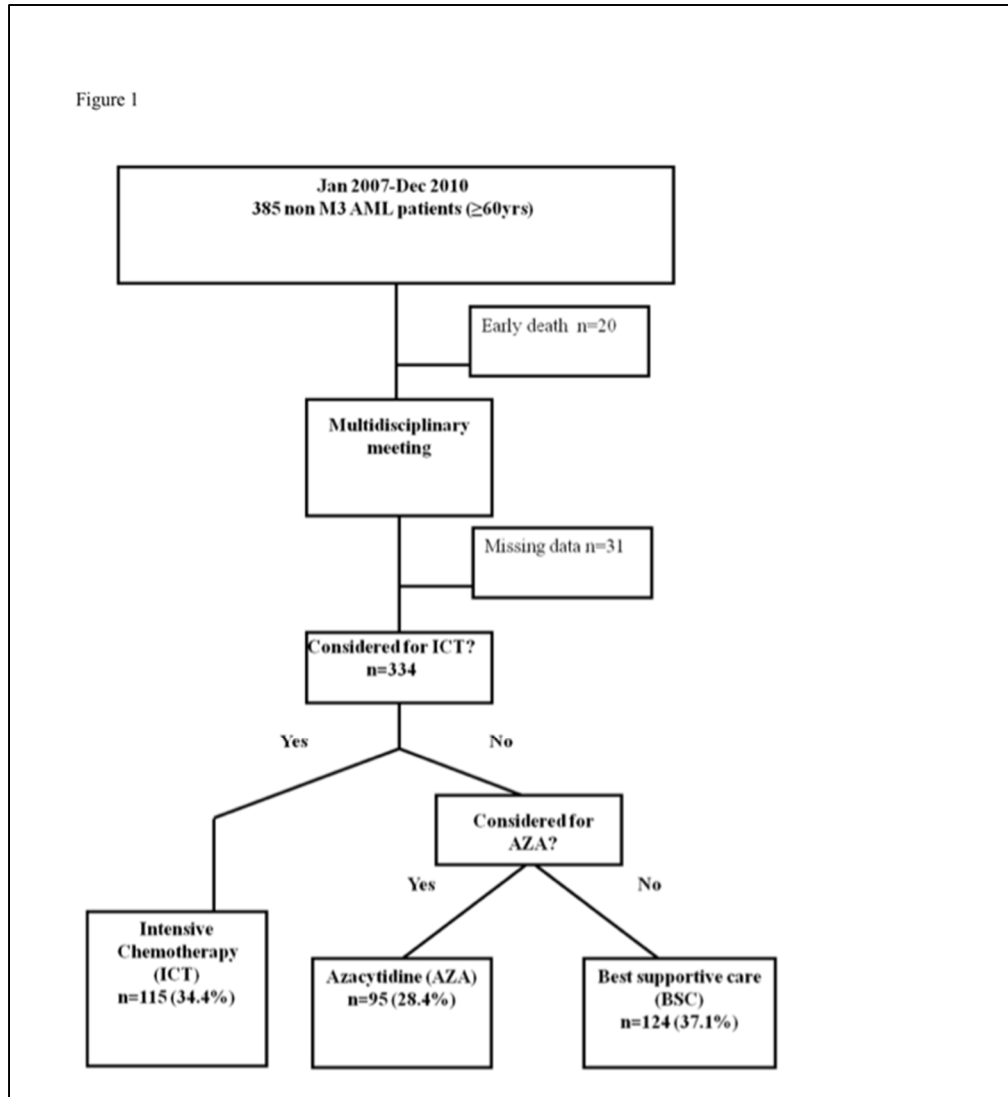 Figure 1
Jan 2007-Dec 2010
385 non M3 AML patients (≥60yrs)
Early death n=20
Multidisciplinary
meeting
Missing data n=31
Considered for ICT?
n=334
Yes
No
Considered for
AZA?
Yes
No
Intensive
Chemotherapy
(ICT)
n=115 (34.4%)
Azacytidine (AZA)
n=95 (28.4%)
Best supportive care
(BSC)
n=124 (37.1%)